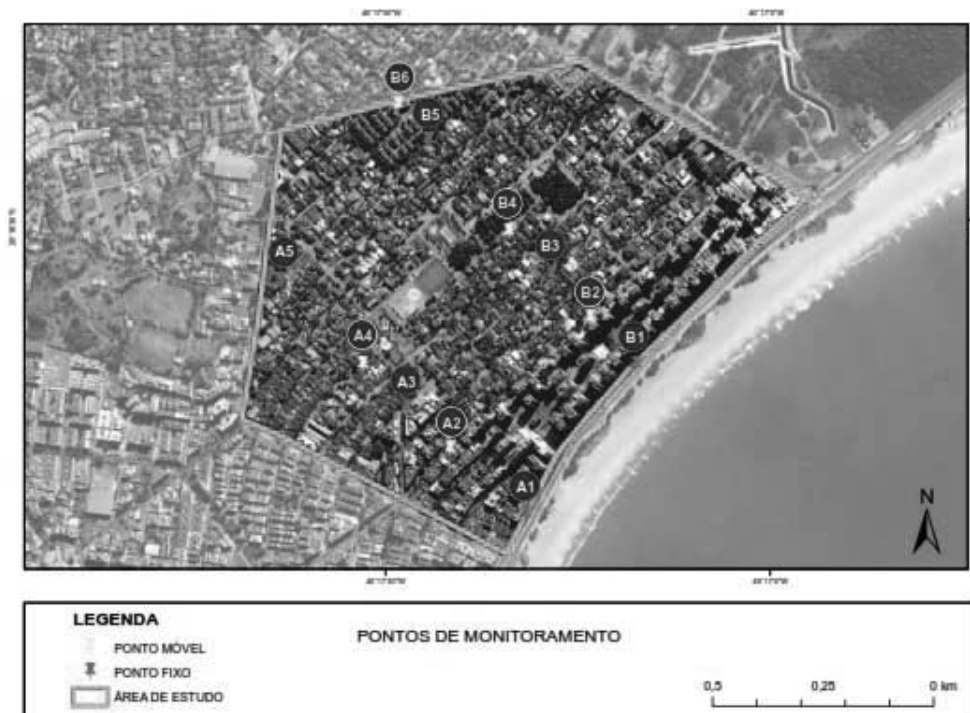 B6
B5
B4
A5
B3
B2
A4
B1
A3
A2
A1
N
LEGENDA
PONTOS DE MONITORAMENTO
PONTO MÓVEL
PONTO FIXO
ÁREA DE ESTUDO
0,5 0,25 0 km